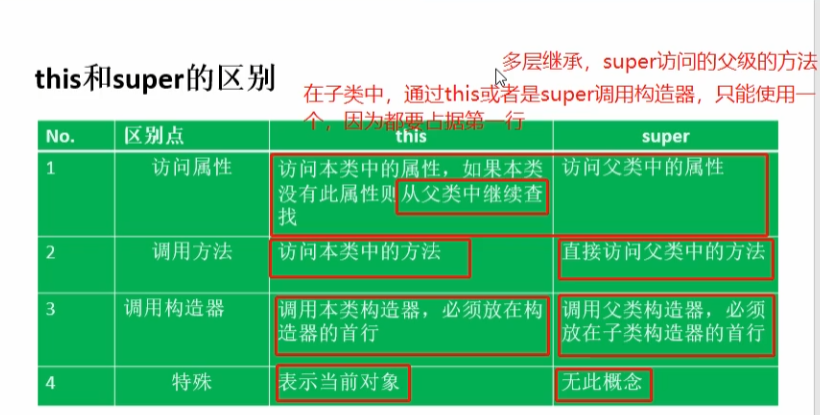 多层继承，super访问的父级的方法
this和super的区别
在子类中，通过this或者是super调用构造器，只能使用一
个，因为都要占据第一行
No. 区别点 this super
1 访问属性 访问本类中的属性，如果本类 访问父类中的属性
没有此属性则从父类中继续查
找
2 调用方法 访问本类中的方法 直接访问父类中的方法
3 调用构造器 调用本类构造器，必须放在构 调用父类构造器，必须
造器的首行 放在子类构造器的首行
4 特殊 表示当前对象 无此概念